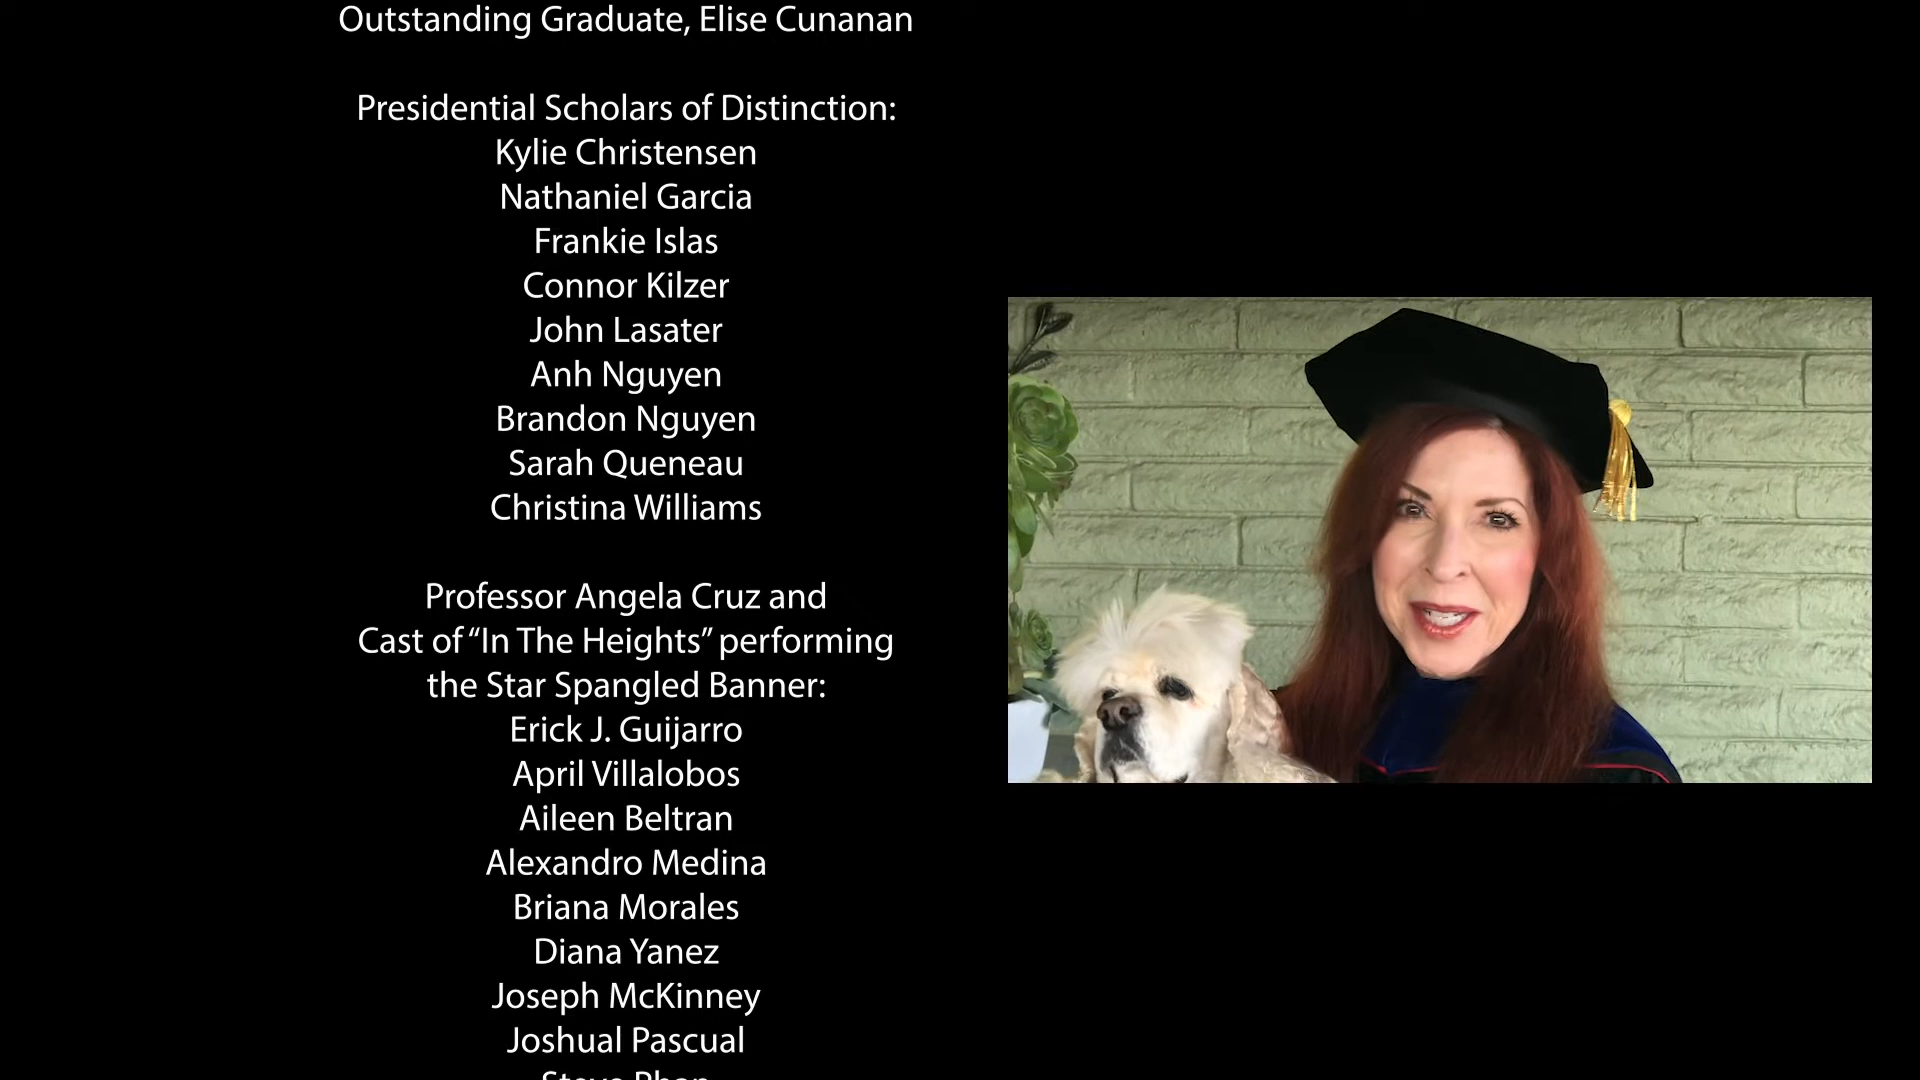 Outstanding Graduate, Elise Cunanan
Presidential Scholars of Distinction:
Kylie Christensen
Nathaniel Garcia
Frankie Islas
Connor Kilzer
John Lasater
Anh Nguyen
Brandon Nguyen
Sarah Queneau
Christina Williams
Professor Angela Cruz and
Cast of “In The Heights” performing
the Star Spangled Banner:
Erick J. Guijarro
April Villalobos
Aileen Beltran
Alexandro Medina
Briana Morales
Diana Yanez
Joseph McKinney
Joshual Pascual